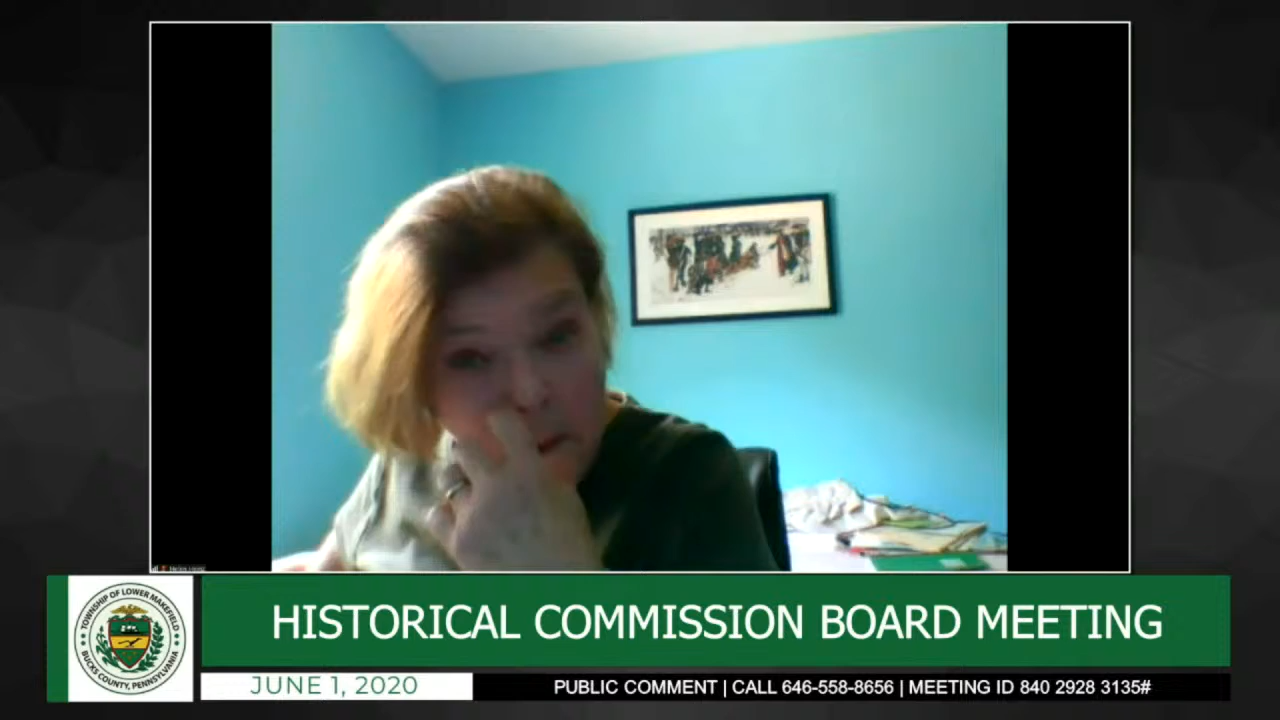 HISTORICAL COMMISSION BOARD MEETING
TOWNSHIP OF LOWER MAKEFIELD
BUCKS COUNTY, PENNSYLVANIA
JUNE 1, 2020
PUBLIC COMMENT | CALL 646-558-8656 | MEETING ID 840 2928 3135#